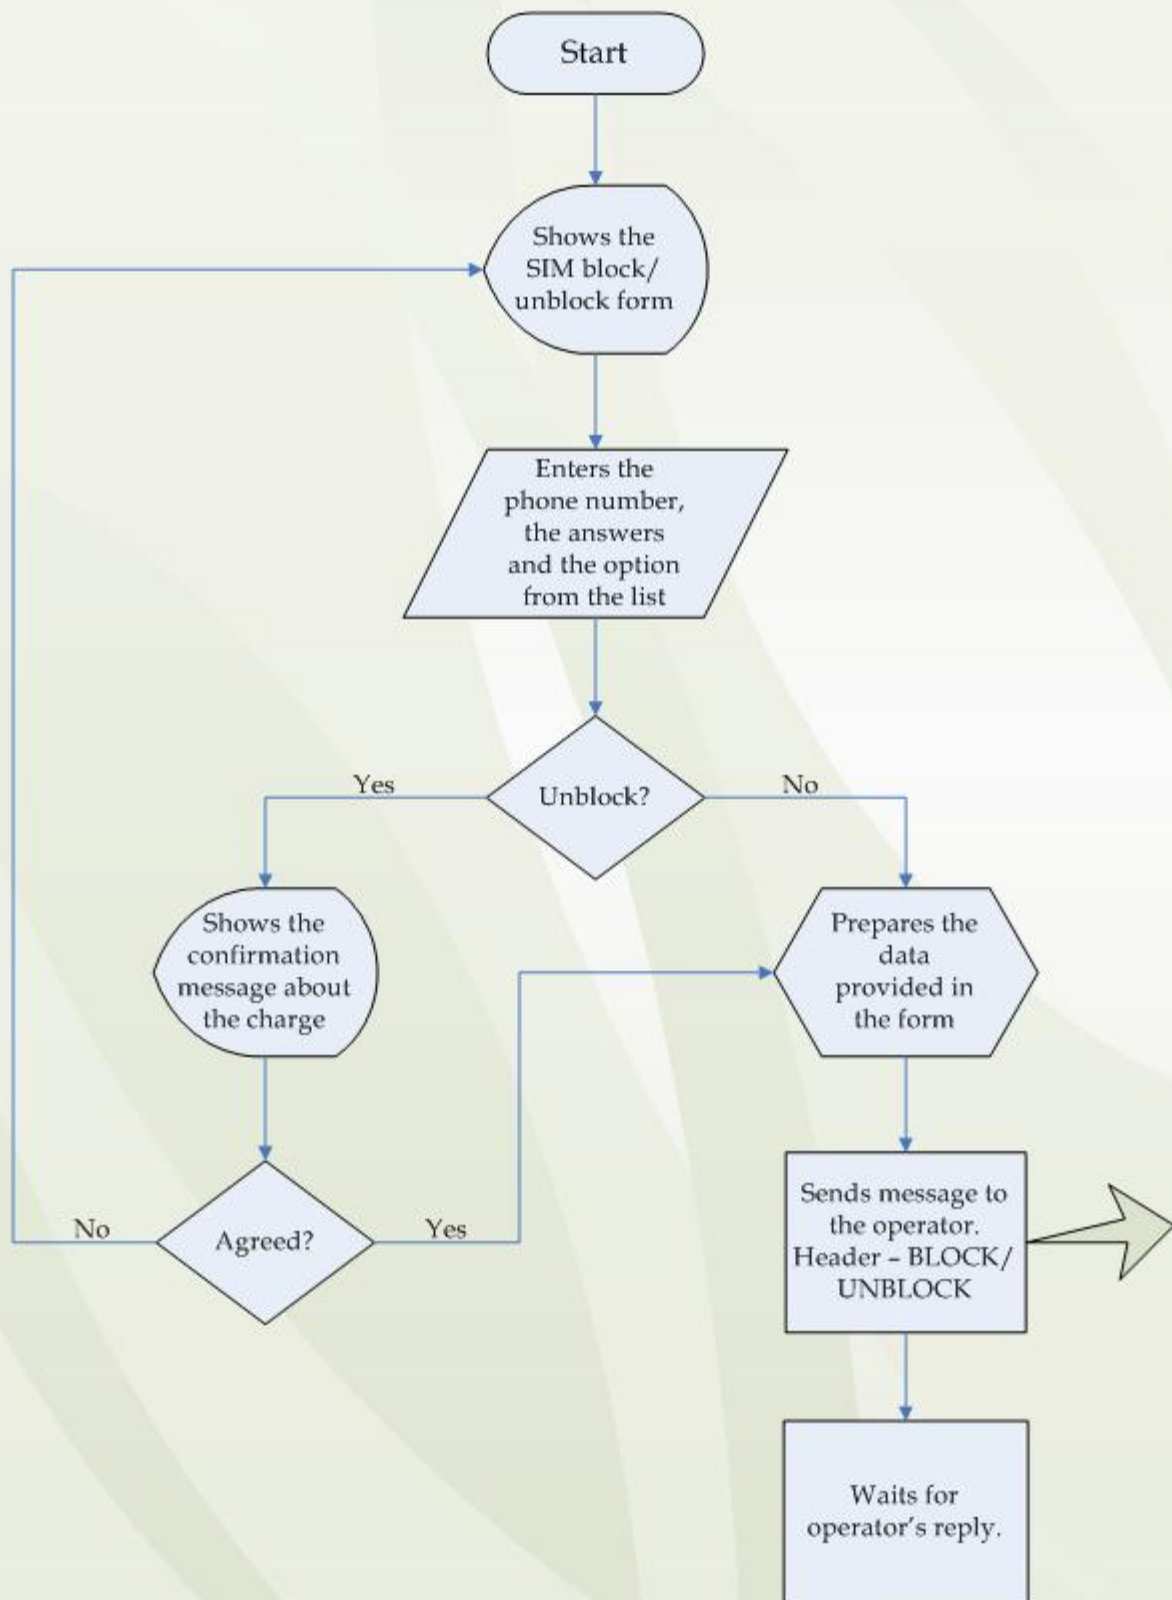 Start
Shows the
SIM block/
unblock form
Enters the
phone number,
the answers
and the option
from the list
Unblock?
Yes
No
Shows the
confirmation
message about
the charge
Prepares the
data
provided in
the form
Agreed?
No
Yes
Sends message to
the operator.
Header – BLOCK/
UNBLOCK
Waits for
operator’s reply.